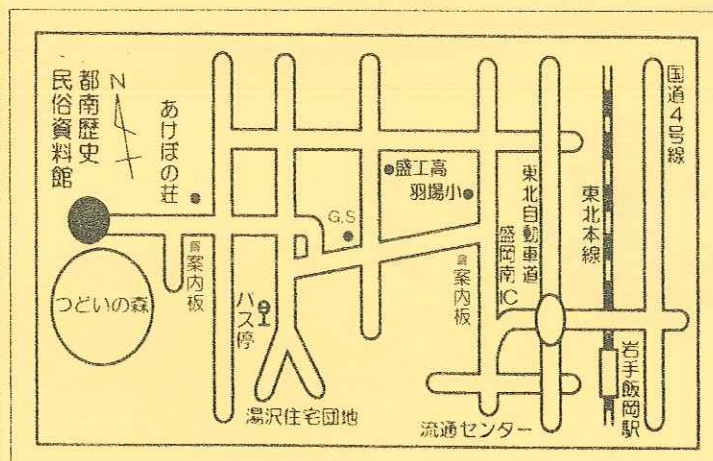 都南歴史
民俗資料館
N
あけぼの荘
つどいの森
案内板
バス停
湯沢住宅団地
G.S
盛工高
羽場小
案内板
流通センター
東北自動車道
盛岡南IC
東北本線
岩手飯岡駅
国道4号線